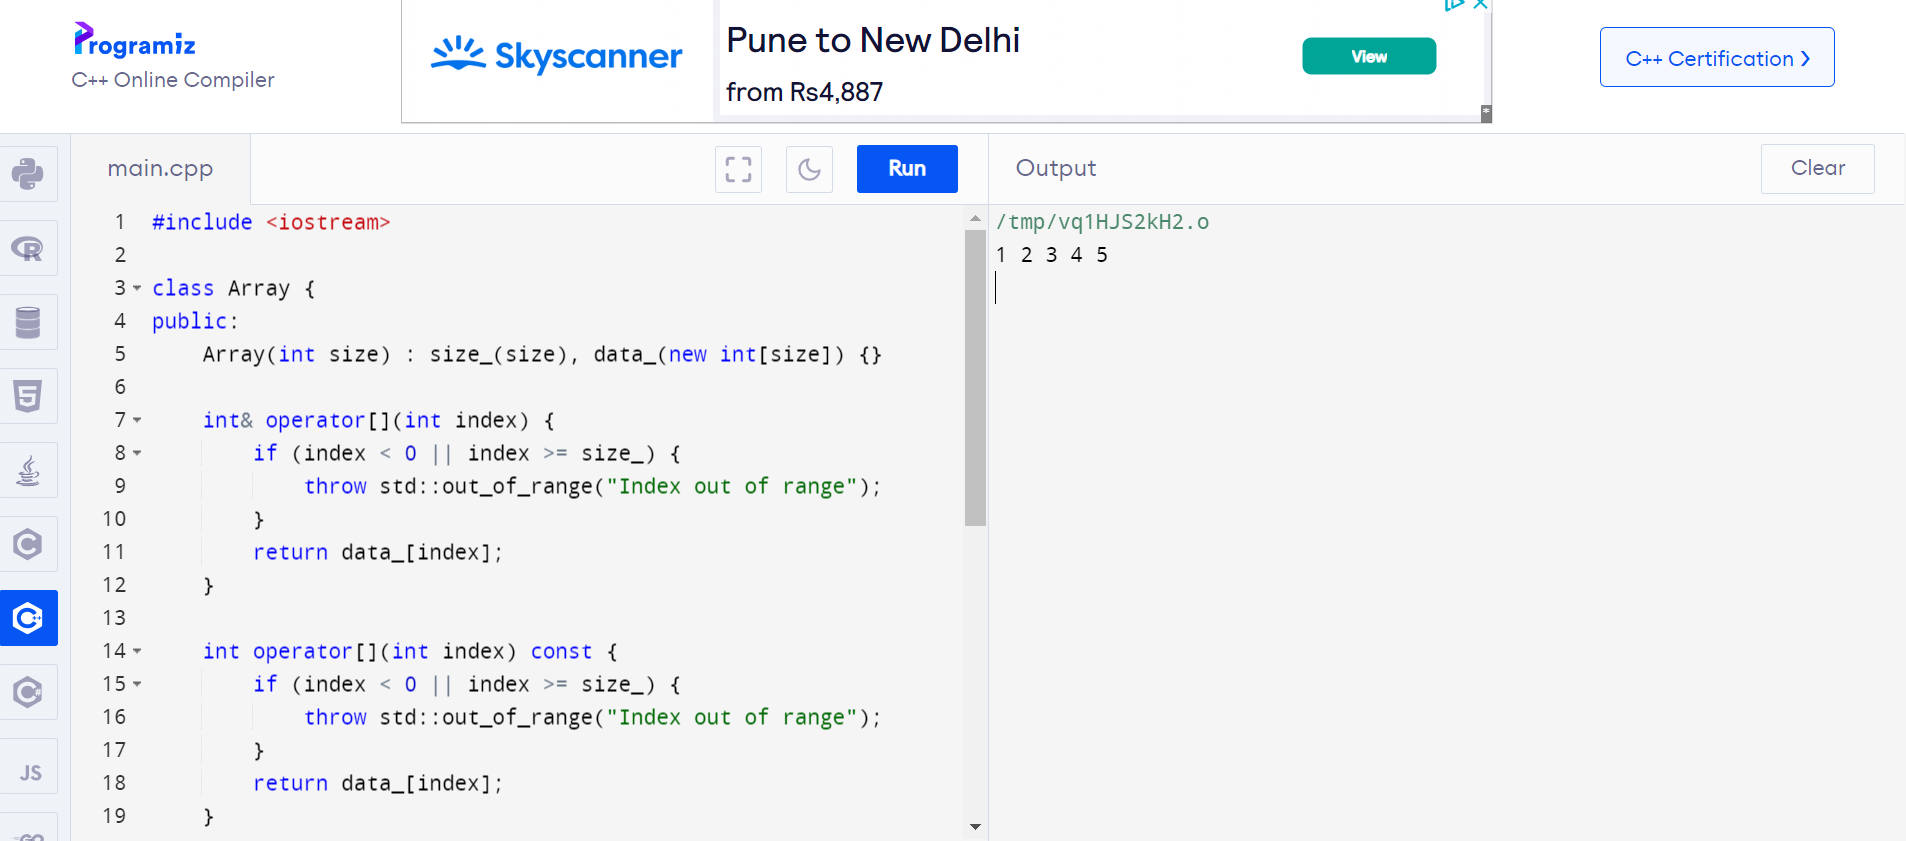 Programiz
C++ Online Compiler
Skyscanner
Pune to New Delhi
from Rs4,887
View
C++ Certification
main.cpp
Run
Output
Clear
1 #include <iostream>
2
3 class Array {
4 public:
5 Array(int size) : size_(size), data_(new int[size]) {}
6
7 int& operator[](int index) {
8 if (index < 0 || index >= size_) {
9 throw std::out_of_range("Index out of range");
10 }
11 return data_[index];
12 }
13
14 int operator[](int index) const {
15 if (index < 0 || index >= size_) {
16 throw std::out_of_range("Index out of range");
17 }
18 return data_[index];
19 }
/tmp/vq1HJS2kH2.o
1 2 3 4 5
R
5
C
C++
C#
JS
GO